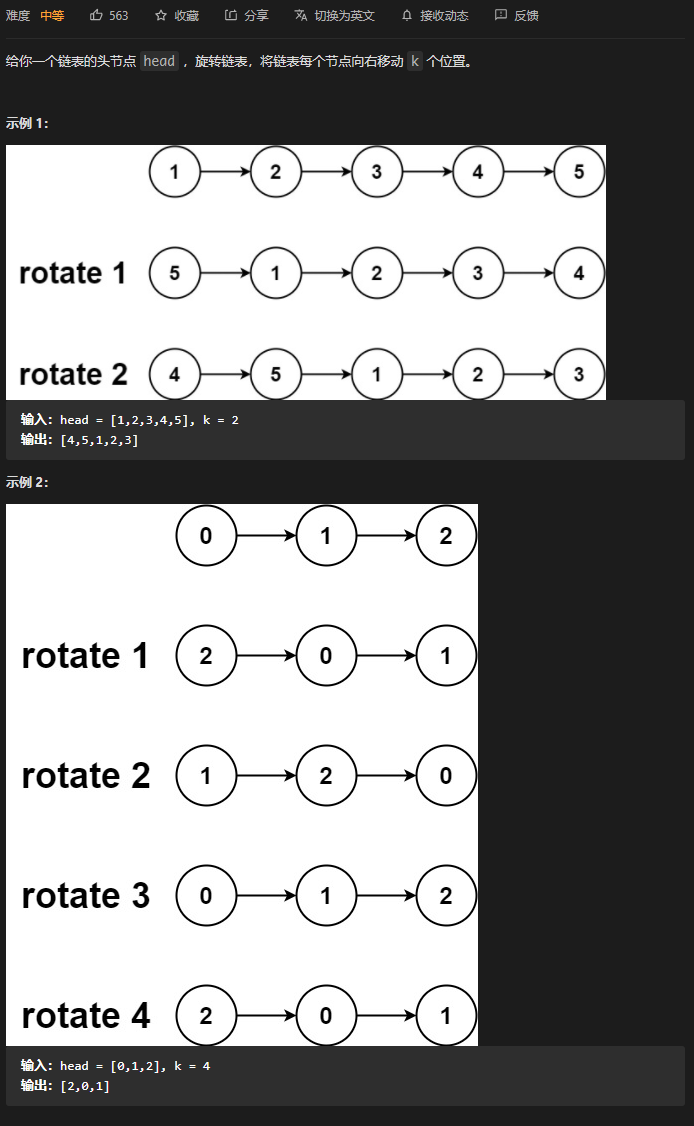 难度 中等 563 收藏 分享 切换为英文 接收动态 反馈
给你一个链表的头节点 head ，旋转链表，将链表每个节点向右移动 k 个位置。
示例 1：
1 2 3 4 5
rotate 1 5 1 2 3 4
rotate 2 4 5 1 2 3
输入：head = [1,2,3,4,5], k = 2
输出：[4,5,1,2,3]
示例 2：
0 1 2
rotate 1 2 0 1
rotate 2 1 2 0
rotate 3 0 1 2
rotate 4 2 0 1
输入：head = [0,1,2], k = 4
输出：[2,0,1]